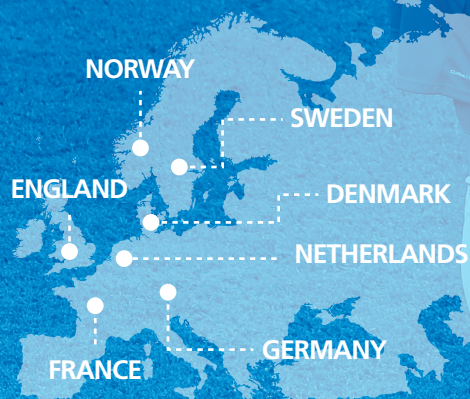 NORWAY
SWEDEN
ENGLAND
DENMARK
NETHERLANDS
GERMANY
FRANCE